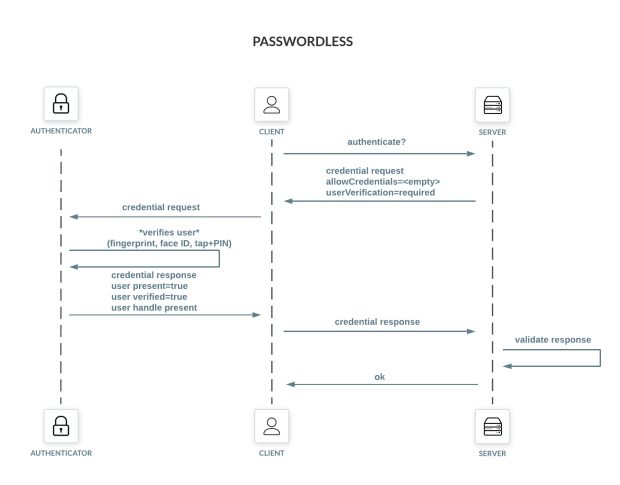 PASSWORDLESS
AUTHENTICATOR
CLIENT
SERVER
authenticate?
credential request
allowCredentials=<empty>
userVerification=required
credential request
*verifies user*
(fingerprint, face ID, tap+PIN)
credential response
user present=true
user verified=true
user handle present
credential response
validate response
ok
AUTHENTICATOR
CLIENT
SERVER